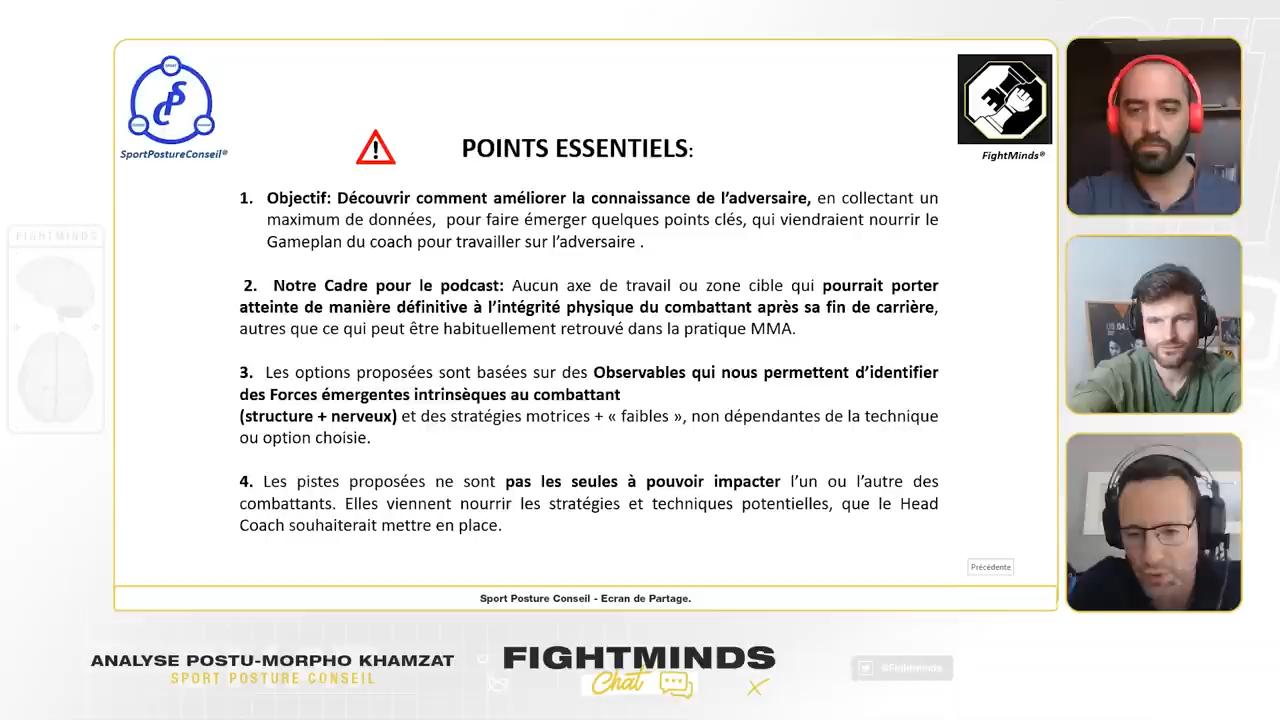 SPORT
SPC
SportPostureConseil®
FightMinds®
POINTS ESSENTIELS:
1. Objectif: Découvrir comment améliorer la connaissance de l’adversaire, en collectant un
maximum de données, pour faire émerger quelques points clés, qui viendraient nourrir le
Gameplan du coach pour travailler sur l’adversaire .
2. Notre Cadre pour le podcast: Aucun axe de travail ou zone cible qui pourrait porter
atteinte de manière définitive à l’intégrité physique du combattant après sa fin de carrière,
autres que ce qui peut être habituellement retrouvé dans la pratique MMA.
3. Les options proposées sont basées sur des Observables qui nous permettent d’identifier
des Forces émergentes intrinsèques au combattant
(structure + nerveux) et des stratégies motrices + « faibles », non dépendantes de la technique
ou option choisie.
4. Les pistes proposées ne sont pas les seules à pouvoir impacter l’un ou l’autre des
combattants. Elles viennent nourrir les stratégies et techniques potentielles, que le Head
Coach souhaiterait mettre en place.
Précédente
Sport Posture Conseil - Ecran de Partage.
FIGHTMINDS
ANALYSE POSTU-MORPHO KHAMZAT
SPORT POSTURE CONSEIL
FIGHTMINDS
Chat
@Fightminds